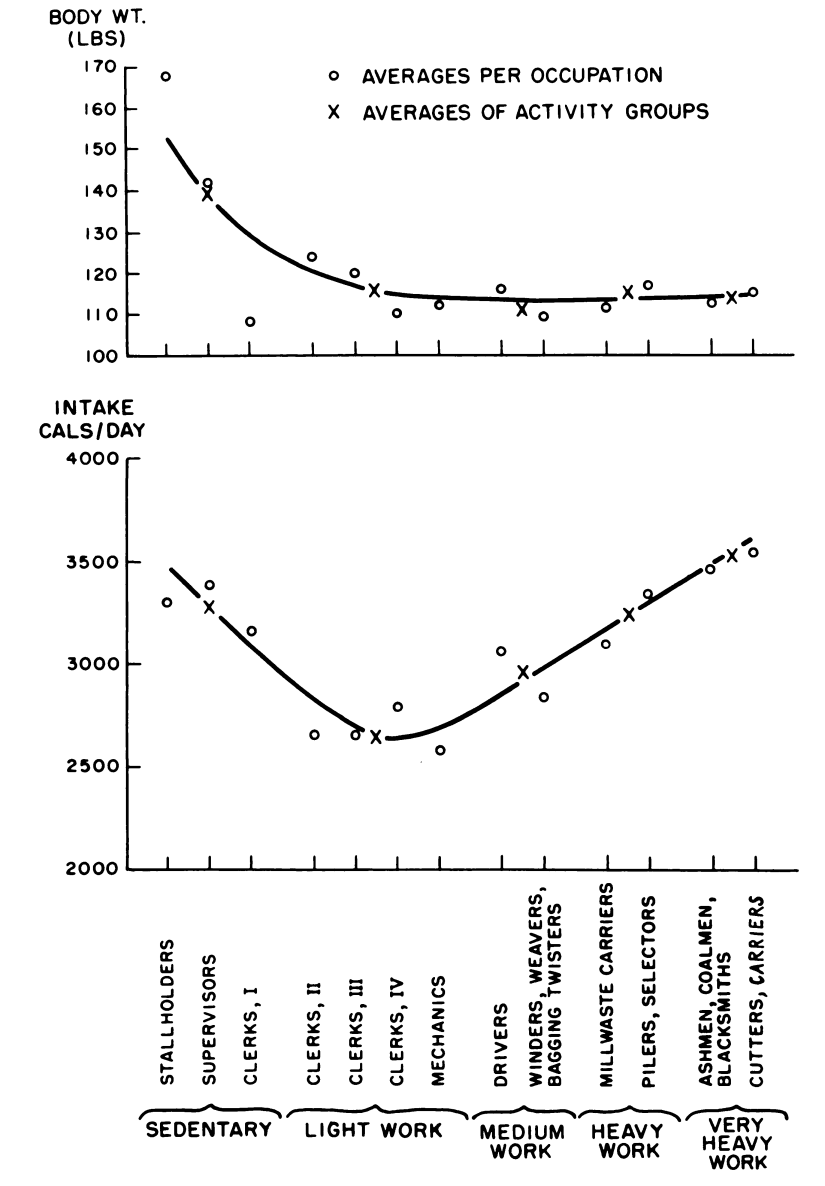 BODY WT.
(LBS)
170
160
150
140
130
120
110
100
o AVERAGES PER OCCUPATION
X AVERAGES OF ACTIVITY GROUPS
INTAKE
CALS/DAY
4000
3500
3000
2500
2000
STALLHOLDERS
SUPERVISORS
CLERKS, I
CLERKS, II
CLERKS, III
CLERKS, IV
MECHANICS
DRIVERS
WINDERS, WEAVERS,
BAGGING TWISTERS
MILLWASTE CARRIERS
PILERS, SELECTORS
ASHMEN, COALMEN,
BLACKSMITHS
CUTTERS, CARRIERS
SEDENTARY
LIGHT WORK
MEDIUM
WORK
HEAVY
WORK
VERY
HEAVY
WORK